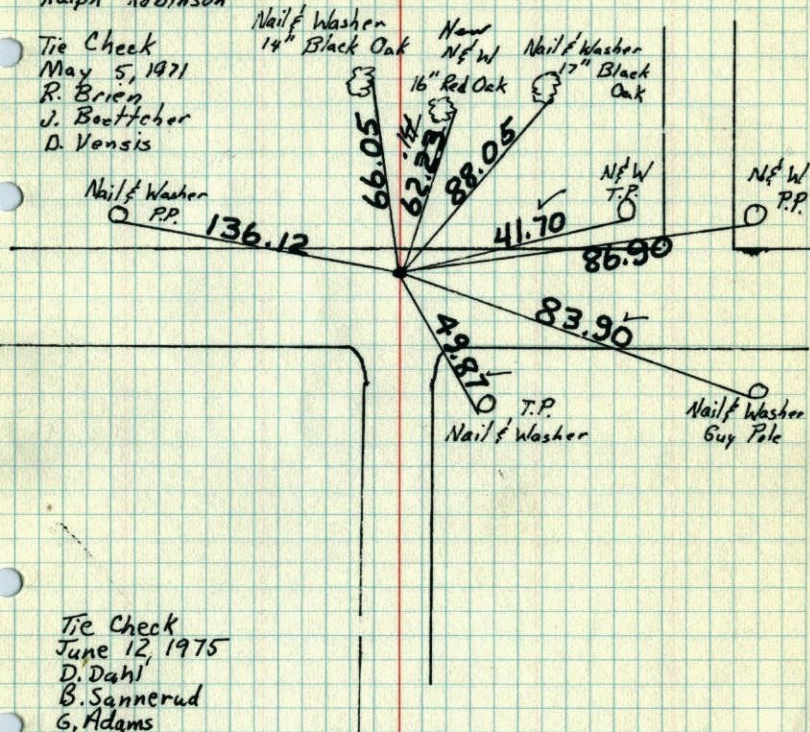 Ralph Robinson
Tie Check
May 5, 1971
R. Brien
J. Boettcher
D. Vensis
Nail & Washer
14" Black Oak
New
N & W
16" Red Oak
Nail & Washer
17" Black
Oak
66.05
62.23
88.05
Nail & Washer
P.P.
136.12
N & W
T.P.
41.70 ✓
N & W
P.P.
86.90
83.90 ✓
49.87 ✓
T.P.
Nail & Washer
Nail & Washer
Guy Pole
Tie Check
June 12, 1975
D. Dahl
B. Sannerud
G. Adams